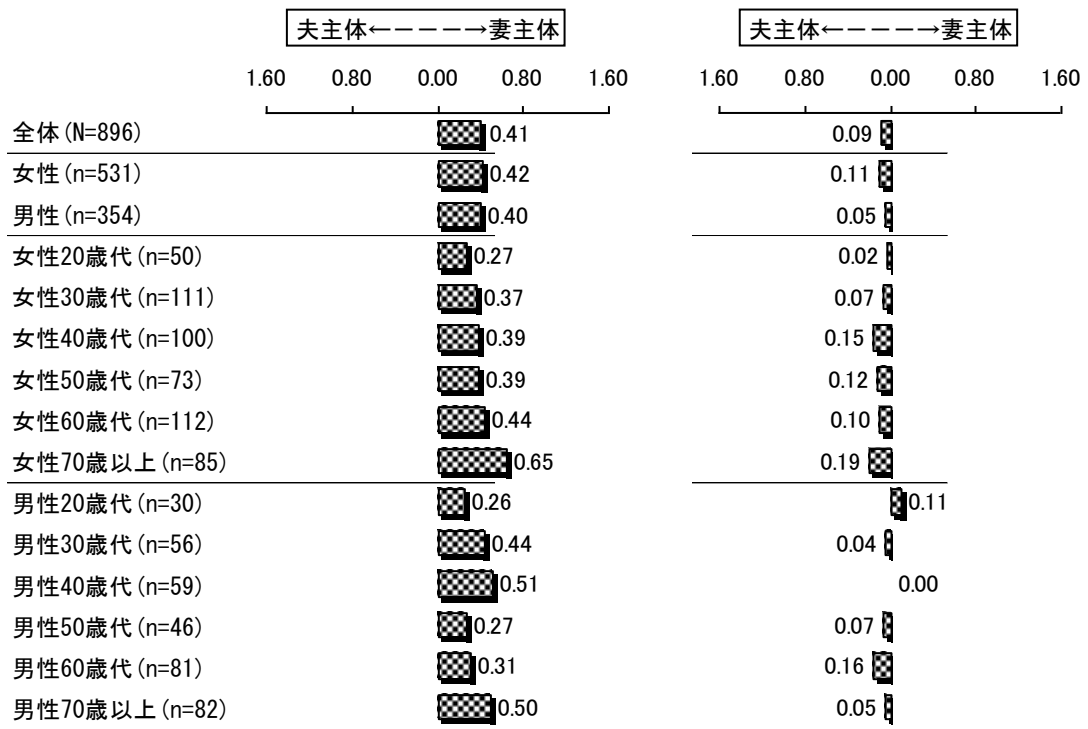 夫主体←－－－－→妻主体 夫主体←－－－－→妻主体
1.60 0.80 0.00 0.80 1.60 1.60 0.80 0.00 0.80 1.60
全体(N=896) 0.41 0.09
女性(n=531) 0.42 0.11
男性(n=354) 0.40 0.05
女性20歳代(n=50) 0.27 0.02
女性30歳代(n=111) 0.37 0.07
女性40歳代(n=100) 0.39 0.15
女性50歳代(n=73) 0.39 0.12
女性60歳代(n=112) 0.44 0.10
女性70歳以上(n=85) 0.65 0.19
男性20歳代(n=30) 0.26 0.11
男性30歳代(n=56) 0.44 0.04
男性40歳代(n=59) 0.51 0.00
男性50歳代(n=46) 0.27 0.07
男性60歳代(n=81) 0.31 0.16
男性70歳以上(n=82) 0.50 0.05